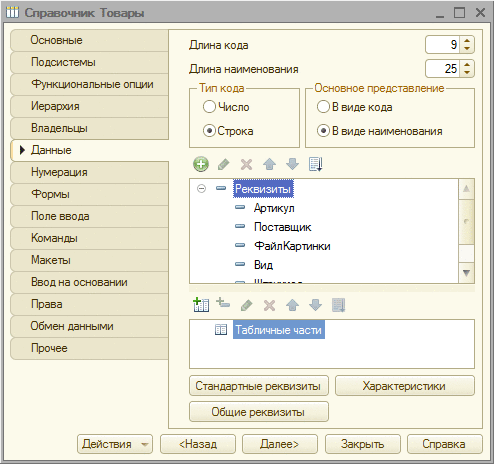 Справочник Товары
Основные
Подсистемы
Функциональные опции
Иерархия
Владельцы
Данные
Нумерация
Формы
Поле ввода
Команды
Макеты
Ввод на основании
Права
Обмен данными
Прочее
Длина кода 9
Длина наименования 25
Тип кода
Число
Строка
Основное представление
В виде кода
В виде наименования
Реквизиты
Артикул
Поставщик
ФайлКартинки
Вид
Табличные части
Стандартные реквизиты Характеристики
Общие реквизиты
Действия <Назад Далее> Закрыть Справка